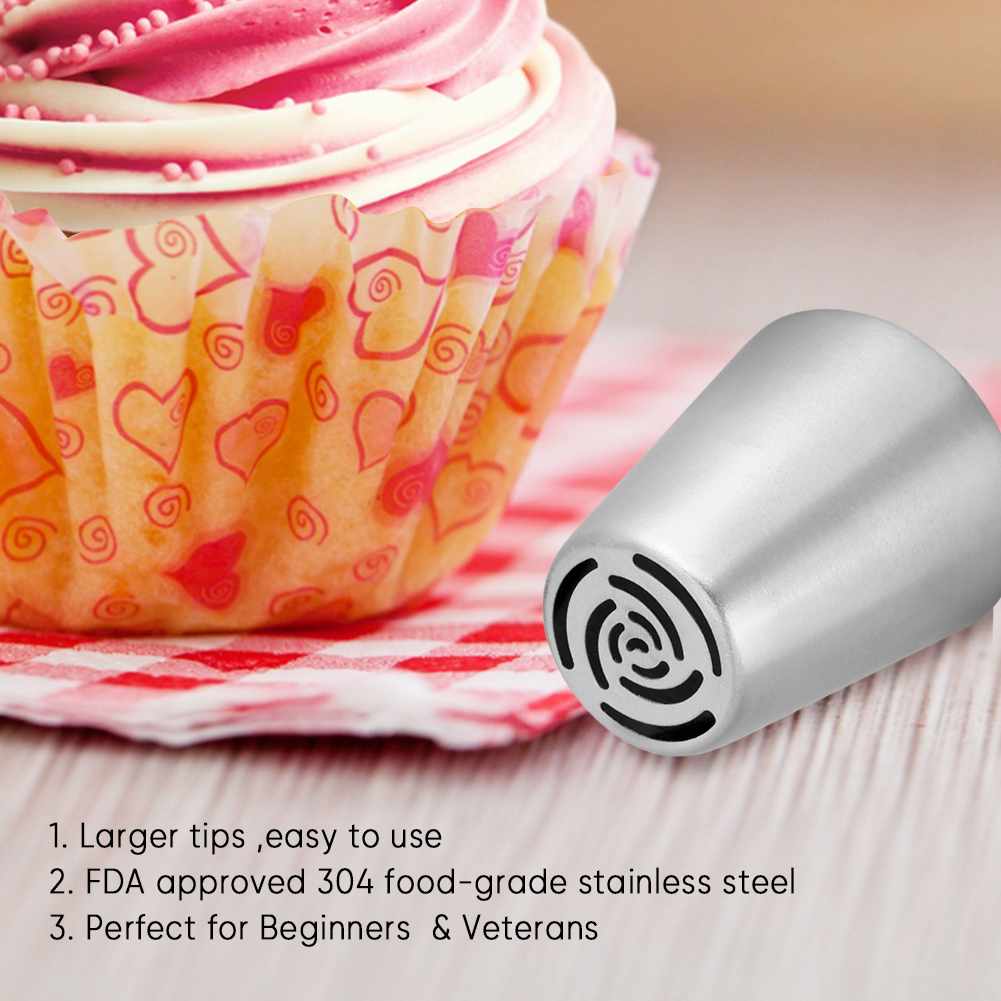 1. Larger tips ,easy to use
2. FDA approved 304 food-grade stainless steel
3. Perfect for Beginners & Veterans